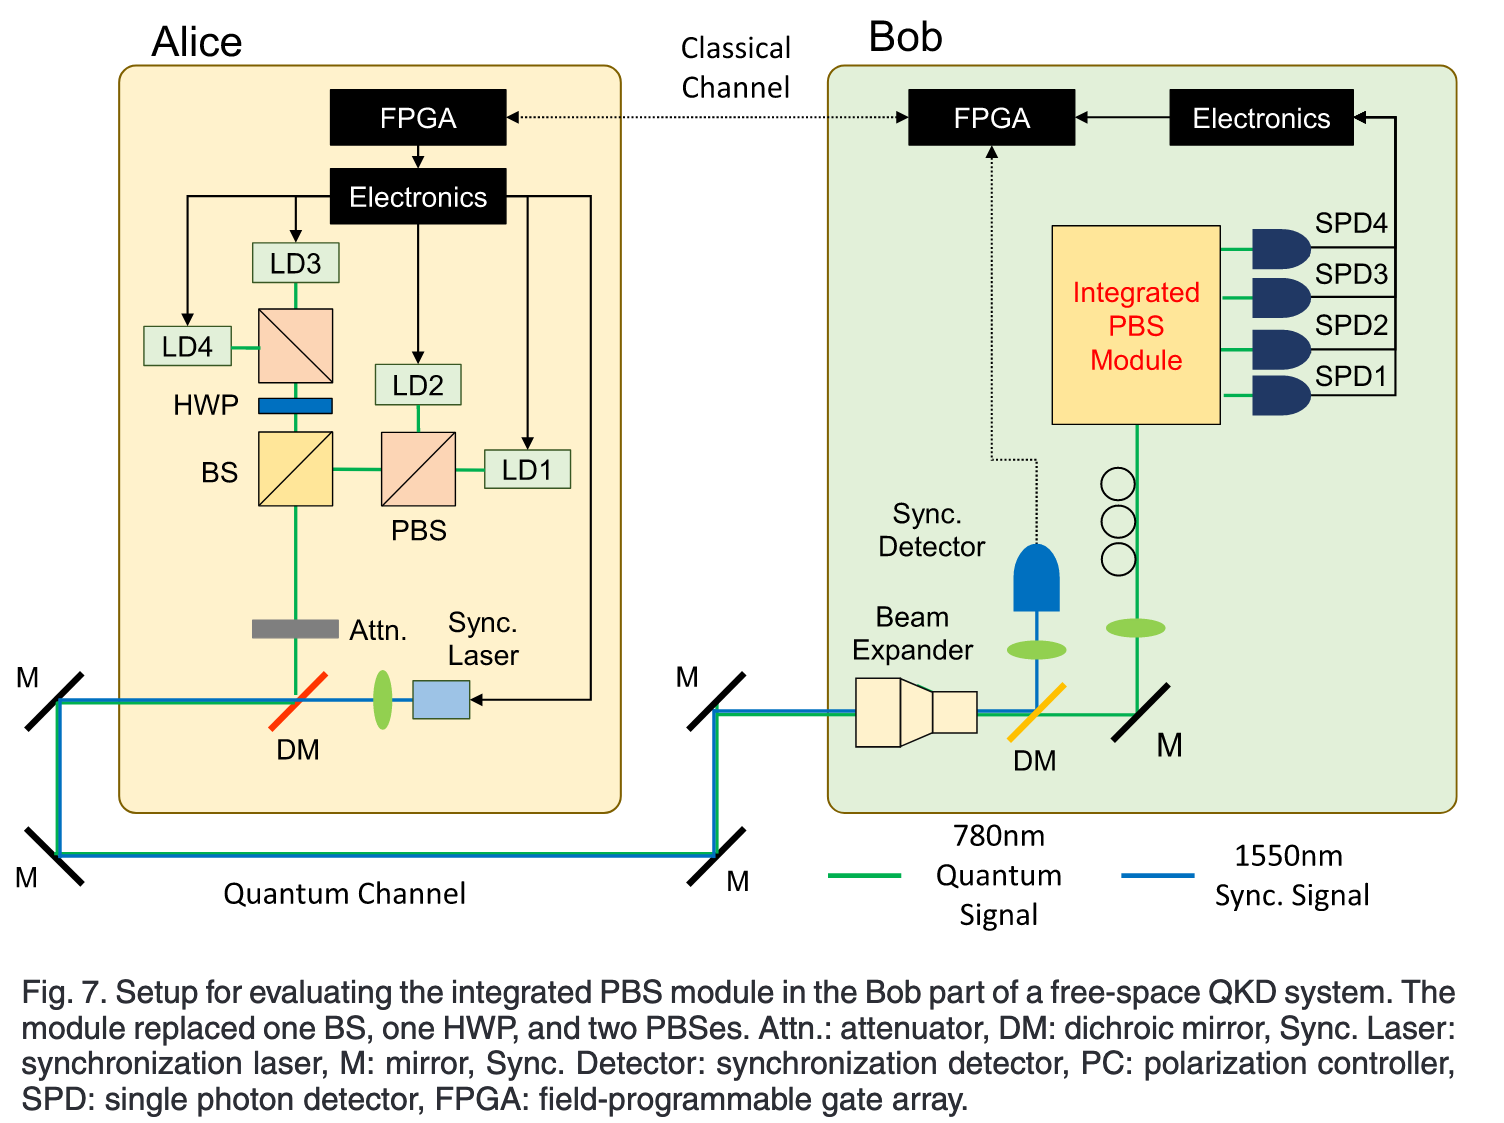 Alice
Bob
Classical
Channel
FPGA
FPGA
Electronics
Electronics
LD3
LD4
HWP
LD2
BS
LD1
PBS
Attn.
Sync.
Laser
M
DM
M
Quantum Channel
Integrated
PBS
Module
SPD4
SPD3
SPD2
SPD1
Sync.
Detector
Beam
Expander
M
DM
M
M
780nm
Quantum
Signal
1550nm
Sync. Signal
Fig. 7. Setup for evaluating the integrated PBS module in the Bob part of a free-space QKD system. The
module replaced one BS, one HWP, and two PBSes. Attn.: attenuator, DM: dichroic mirror, Sync. Laser:
synchronization laser, M: mirror, Sync. Detector: synchronization detector, PC: polarization controller,
SPD: single photon detector, FPGA: field-programmable gate array.